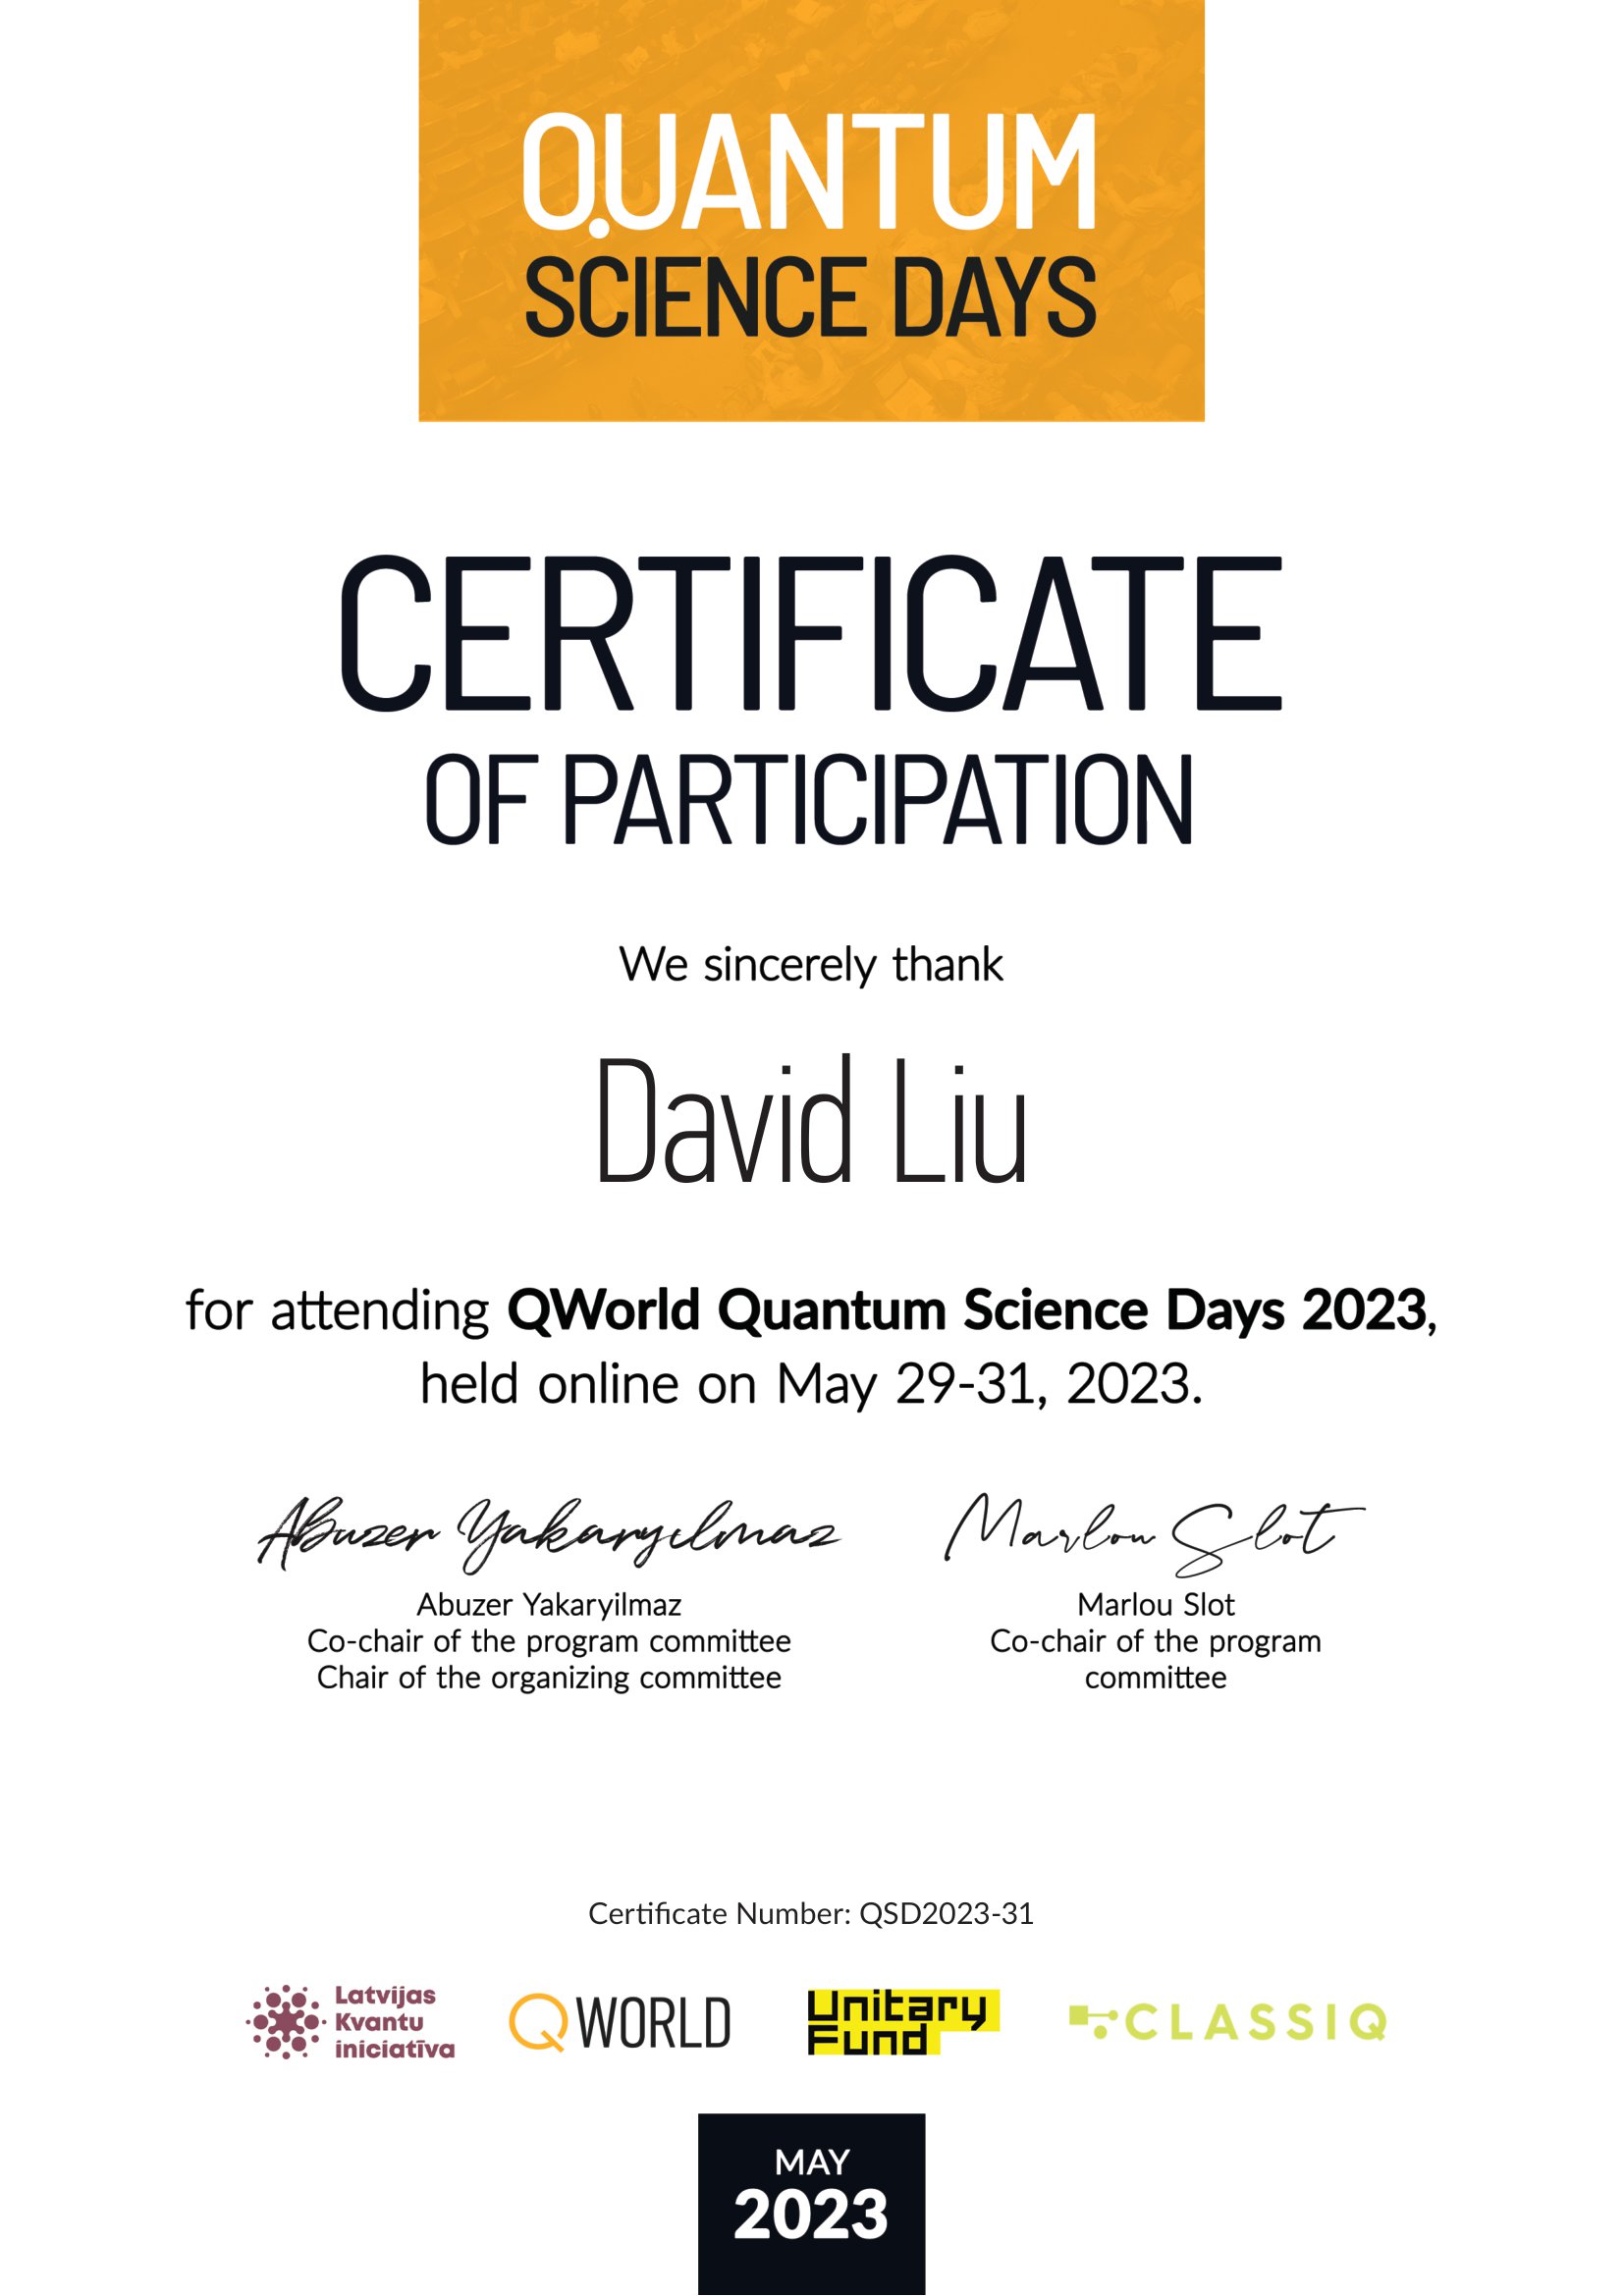 QUANTUM
SCIENCE DAYS
CERTIFICATE
OF PARTICIPATION
We sincerely thank
David Liu
for attending QWorld Quantum Science Days 2023,
held online on May 29-31, 2023.
Abuzer Yakaryilmaz
Marlou Slot
Abuzer Yakaryilmaz
Co-chair of the program committee
Chair of the organizing committee
Marlou Slot
Co-chair of the program
committee
Certificate Number: QSD2023-31
Latvijas
Kvantu
iniciatīva
QWORLD
Unitary
Fund
CLASSIQ
MAY
2023